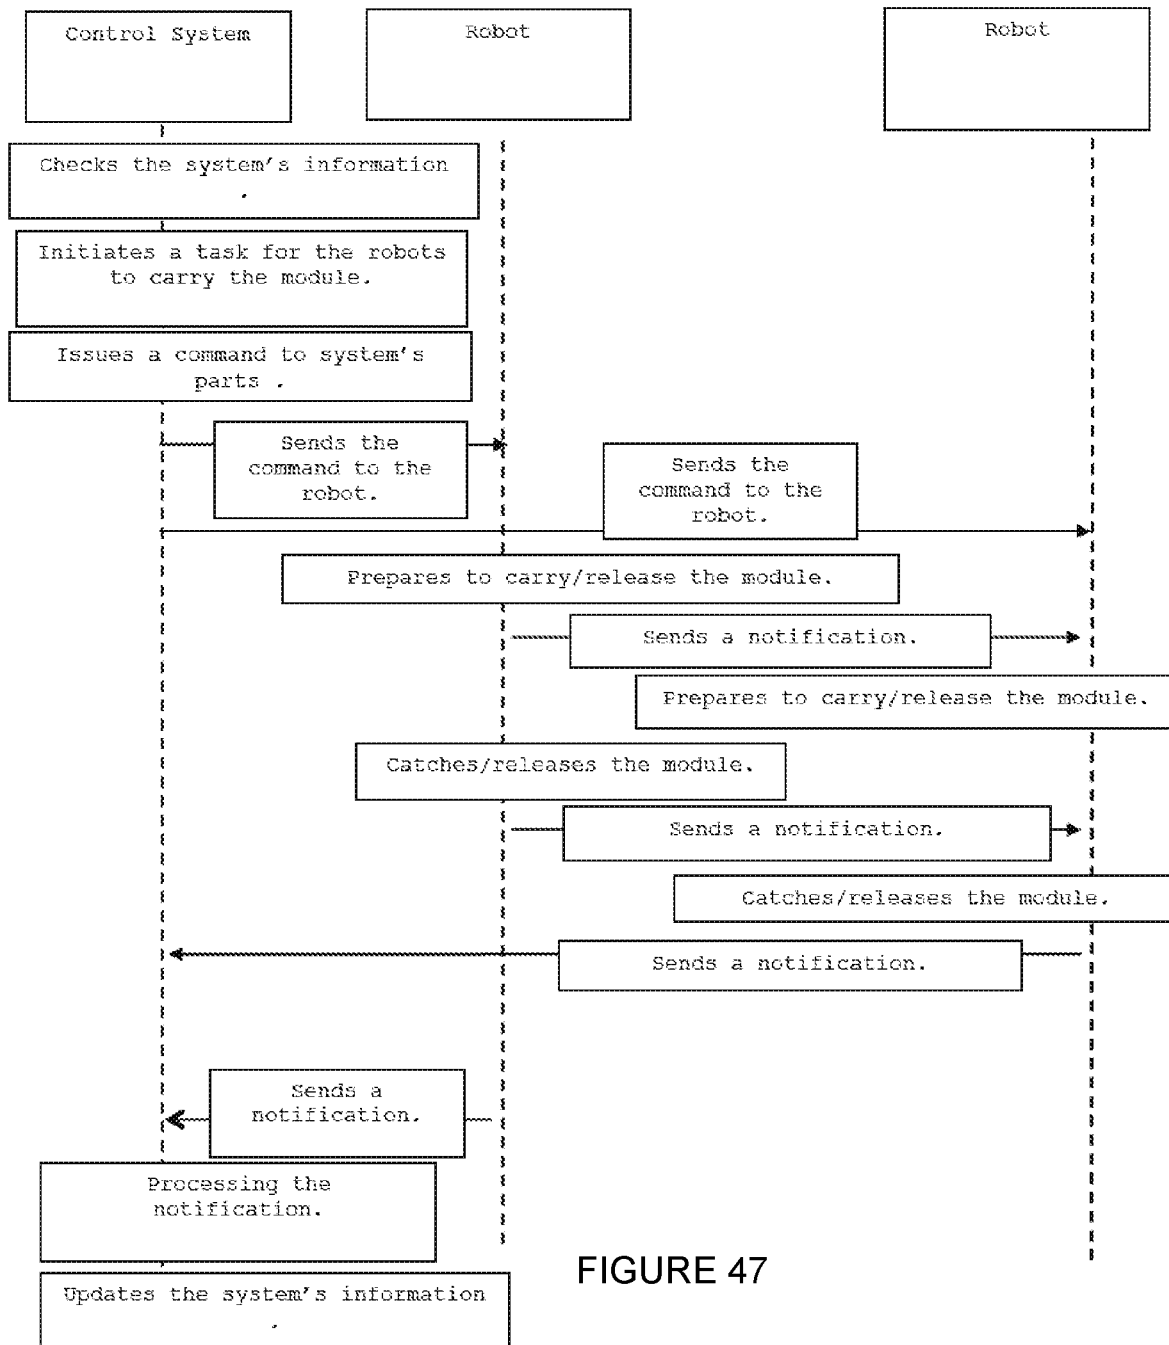 Control System
Robot
Robot
Checks the system's information
.
Initiates a task for the robots
to carry the module.
Issues a command to system's
parts .
Sends the
command to the
robot.
Sends the
command to the
robot.
Prepares to carry/release the module.
Sends a notification.
Prepares to carry/release the module.
Catches/releases the module.
Sends a notification.
Catches/releases the module.
Sends a notification.
Sends a
notification.
Processing the
notification.
Updates the system's information
.
FIGURE 47